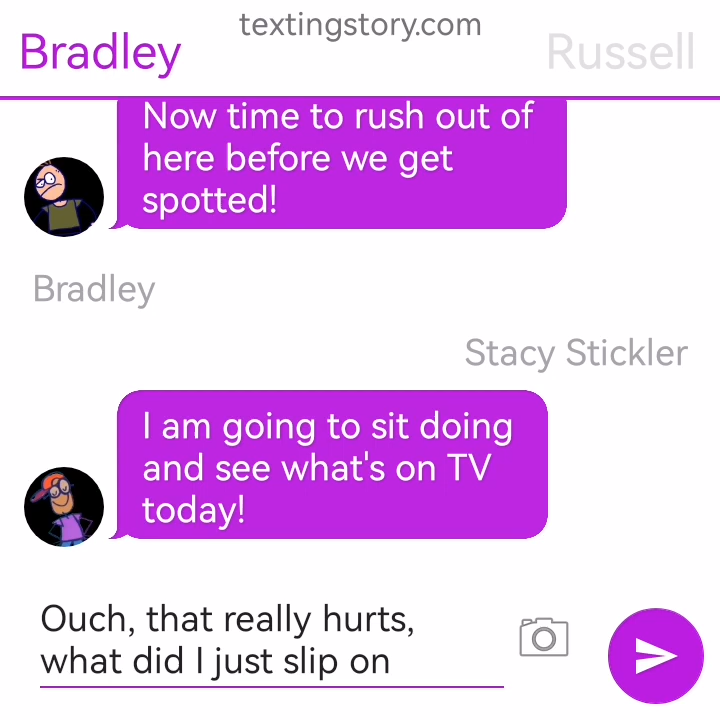 textingstory.com
Bradley
Russell
Now time to rush out of
here before we get
spotted!
Bradley
Stacy Stickler
I am going to sit doing
and see what's on TV
today!
Ouch, that really hurts,
what did I just slip on